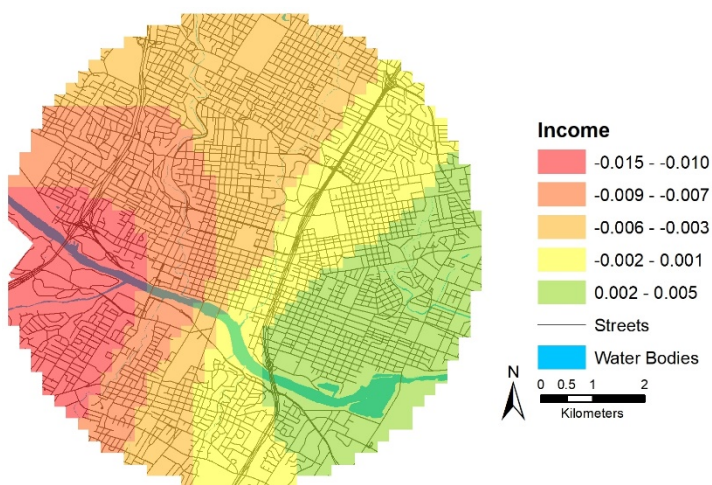 Income
-0.015 - -0.010
-0.009 - -0.007
-0.006 - -0.003
-0.002 - 0.001
0.002 - 0.005
Streets
Water Bodies
N
0 0.5 1 2
Kilometers